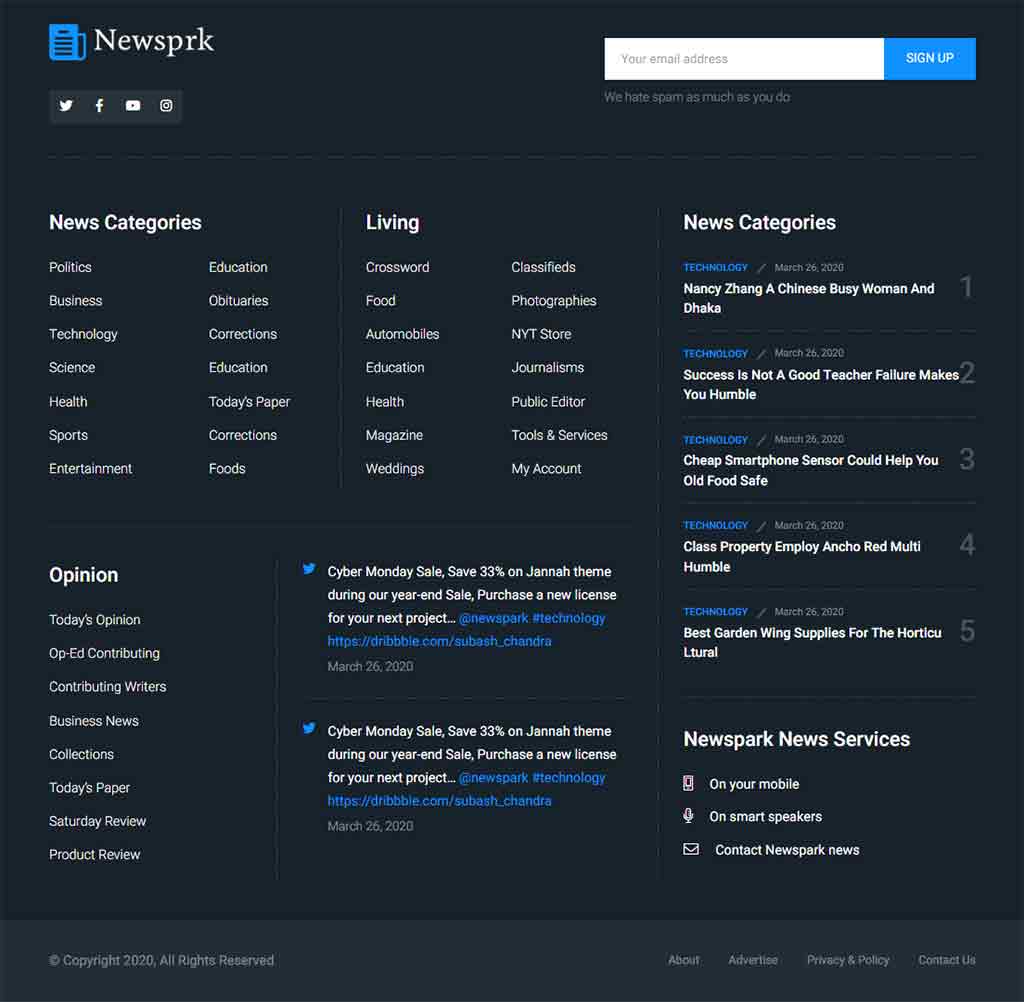 Newsprk
Your email address
SIGN UP
We hate spam as much as you do
News Categories
Politics
Business
Technology
Science
Health
Sports
Entertainment
Education
Obituaries
Corrections
Education
Today's Paper
Corrections
Foods
Living
Crossword
Food
Automobiles
Education
Health
Magazine
Weddings
Classifieds
Photographies
NYT Store
Journalisms
Public Editor
Tools & Services
My Account
Opinion
Today's Opinion
Op-Ed Contributing
Contributing Writers
Business News
Collections
Today's Paper
Saturday Review
Product Review
Cyber Monday Sale, Save 33% on Jannah theme
during our year-end Sale, Purchase a new license
for your next project... @newspark #technology
https://dribbble.com/subash_chandra
March 26, 2020
Cyber Monday Sale, Save 33% on Jannah theme
during our year-end Sale, Purchase a new license
for your next project... @newspark #technology
https://dribbble.com/subash_chandra
March 26, 2020
News Categories
TECHNOLOGY / March 26, 2020
Nancy Zhang A Chinese Busy Woman And
Dhaka
1
TECHNOLOGY / March 26, 2020
Success Is Not A Good Teacher Failure Makes
You Humble
2
TECHNOLOGY / March 26, 2020
Cheap Smartphone Sensor Could Help You
Old Food Safe
3
TECHNOLOGY / March 26, 2020
Class Property Employ Ancho Red Multi
Humble
4
TECHNOLOGY / March 26, 2020
Best Garden Wing Supplies For The Horticu
Ltural
5
Newspark News Services
On your mobile
On smart speakers
Contact Newspark news
© Copyright 2020, All Rights Reserved
About Advertise Privacy & Policy Contact Us